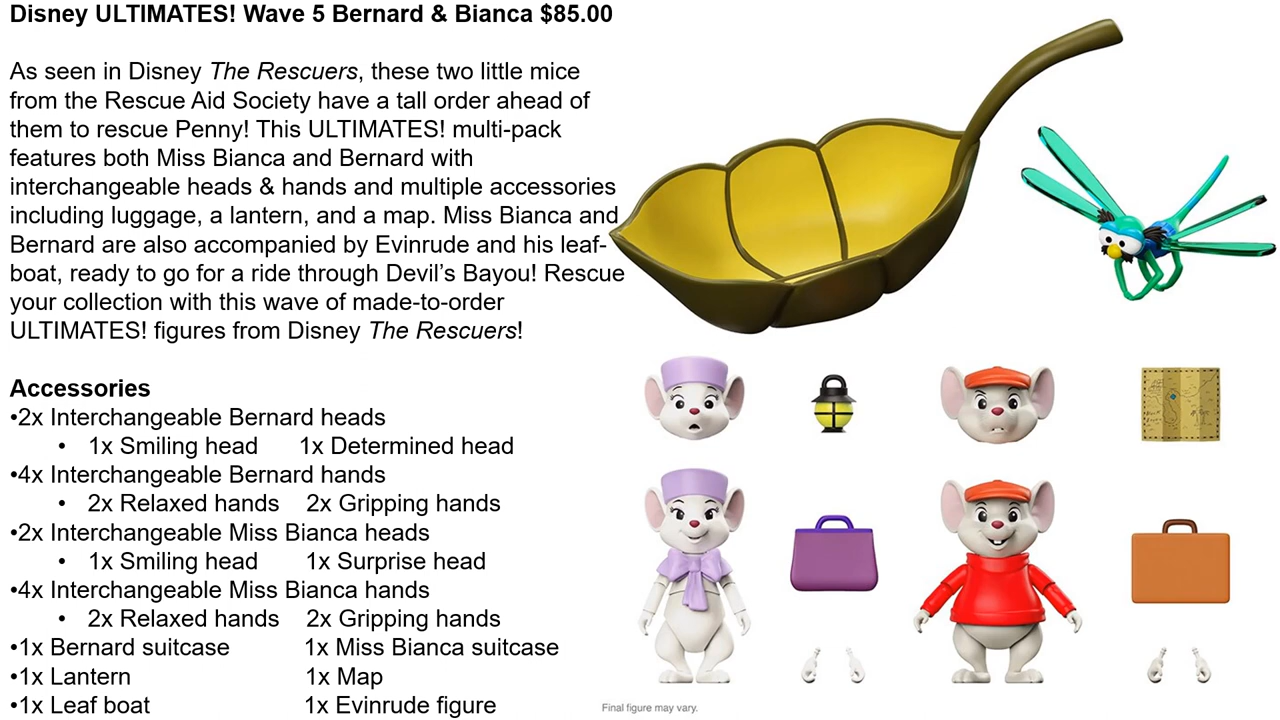 Disney ULTIMATES! Wave 5 Bernard & Bianca $85.00
As seen in Disney The Rescuers, these two little mice
from the Rescue Aid Society have a tall order ahead of
them to rescue Penny! This ULTIMATES! multi-pack
features both Miss Bianca and Bernard with
interchangeable heads & hands and multiple accessories
including luggage, a lantern, and a map. Miss Bianca and
Bernard are also accompanied by Evinrude and his leaf-
boat, ready to go for a ride through Devil’s Bayou! Rescue
your collection with this wave of made-to-order
ULTIMATES! figures from Disney The Rescuers!
Accessories
•2x Interchangeable Bernard heads
• 1x Smiling head 1x Determined head
•4x Interchangeable Bernard hands
• 2x Relaxed hands 2x Gripping hands
•2x Interchangeable Miss Bianca heads
• 1x Smiling head 1x Surprise head
•4x Interchangeable Miss Bianca hands
• 2x Relaxed hands 2x Gripping hands
•1x Bernard suitcase 1x Miss Bianca suitcase
•1x Lantern 1x Map
•1x Leaf boat 1x Evinrude figure
Final figure may vary.